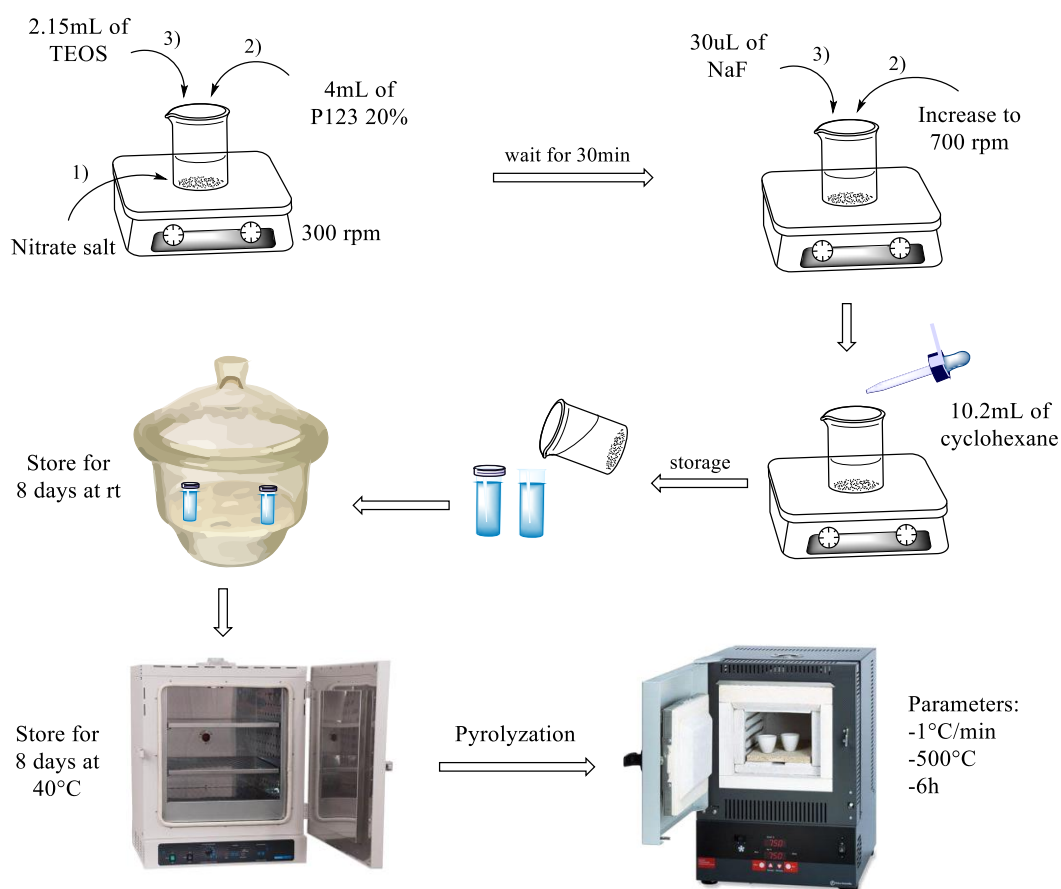 2.15mL of
TEOS
3)
2)
4mL of
P123 20%
1)
Nitrate salt
300 rpm
wait for 30min
30uL of
NaF
3)
2)
Increase to
700 rpm
10.2mL of
cyclohexane
storage
Store for
8 days at rt
Store for
8 days at
40°C
Pyrolyzation
750
750
Parameters:
-1°C/min
-500°C
-6h